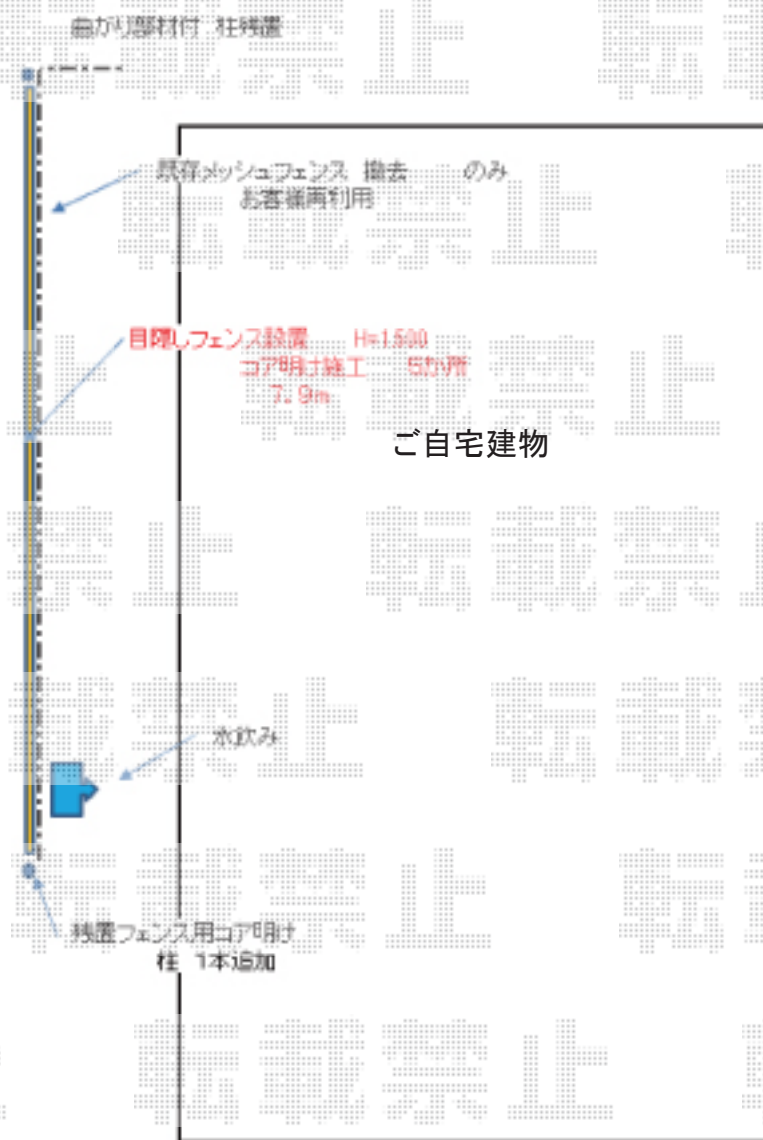 曲がり部材付 柱残置
既存メッシュフェンス 撤去 のみ
お客様再利用
目隠しフェンス設置 H=1500
コア明け施工 5か所
7.9m
ご自宅建物
水飲み
残置フェンス用コア明け
柱 1本追加
転載禁止